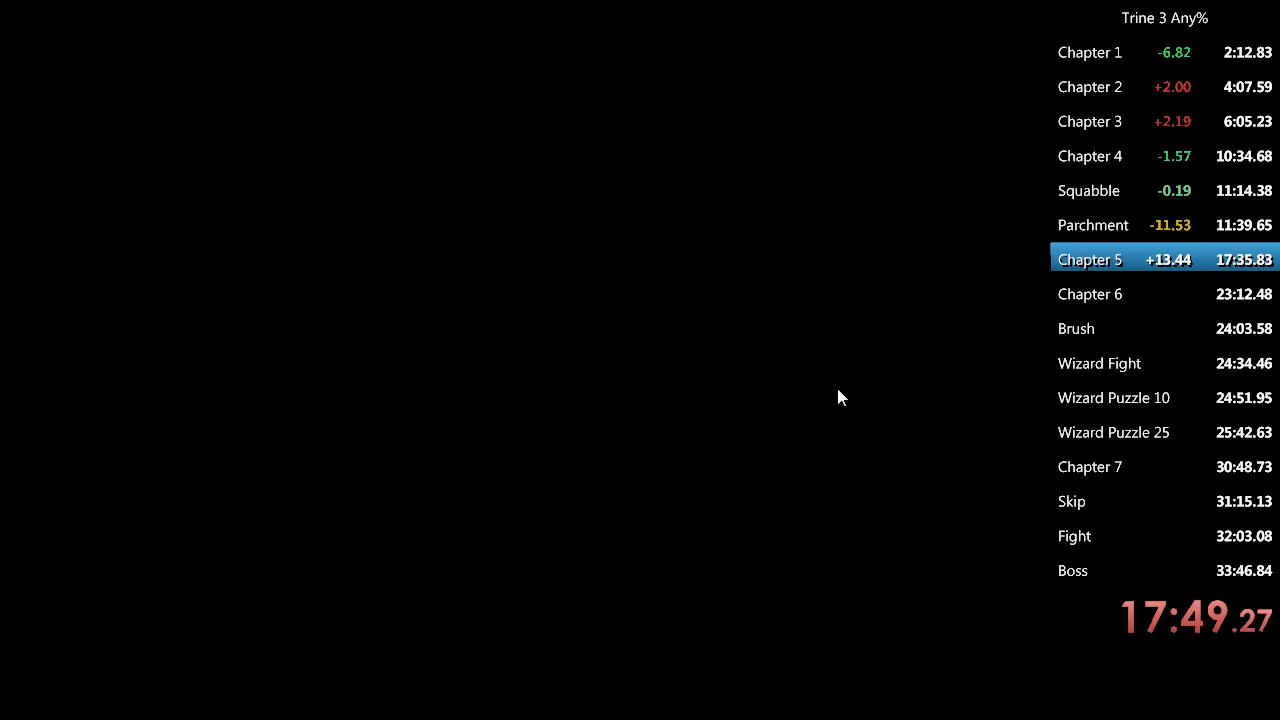 Trine 3 Any%
Chapter 1 -6.82 2:12.83
Chapter 2 +2.00 4:07.59
Chapter 3 +2.19 6:05.23
Chapter 4 -1.57 10:34.68
Squabble -0.19 11:14.38
Parchment -11.53 11:39.65
Chapter 5 +13.44 17:35.83
Chapter 6 23:12.48
Brush 24:03.58
Wizard Fight 24:34.46
Wizard Puzzle 10 24:51.95
Wizard Puzzle 25 25:42.63
Chapter 7 30:48.73
Skip 31:15.13
Fight 32:03.08
Boss 33:46.84
17:49.27